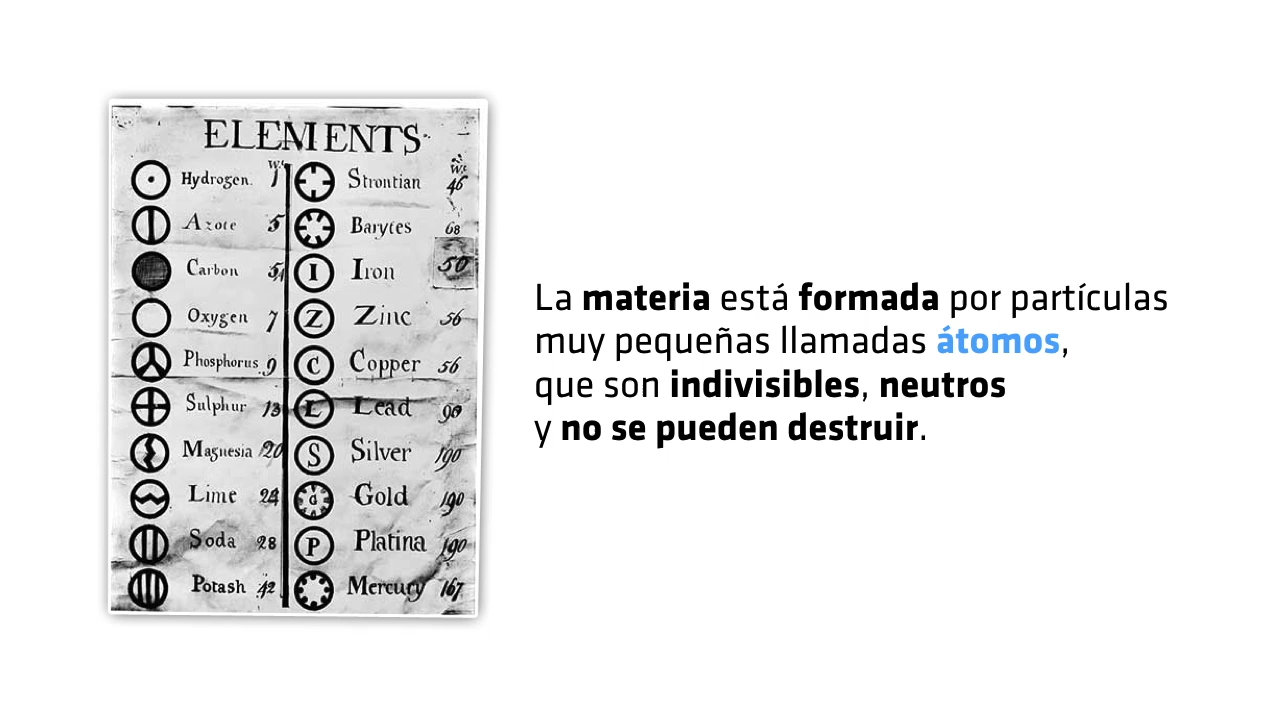 ELEMENTS
Wt
Hydrogen. 1
Azote 5
Carbon 5
Oxygen 7
Phosphorus 9
Sulphur 13
Magnesia 20
Lime 24
Soda 28
Potash 42
Wt
Strontian 46
Barytes 68
I Iron 50
Z Zinc 56
C Copper 56
L Lead 90
S Silver 190
G Gold 190
P Platina 190
Mercury 167
La materia está formada por partículas
muy pequeñas llamadas átomos,
que son indivisibles, neutros
y no se pueden destruir.